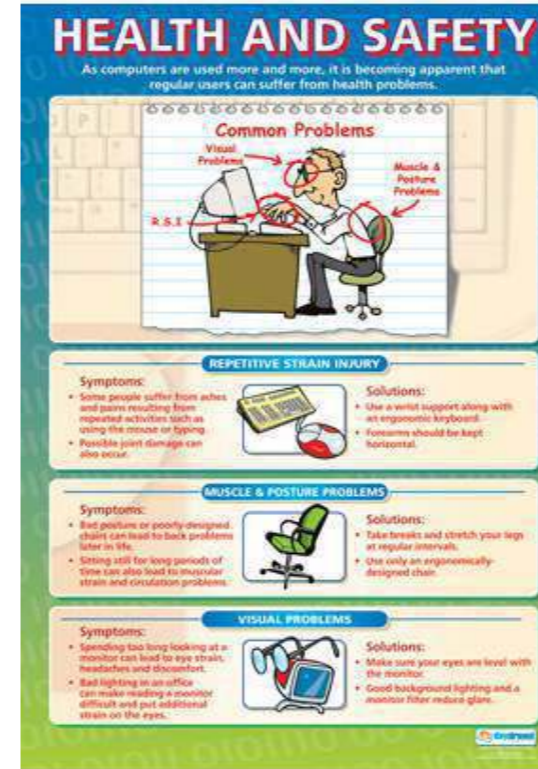 HEALTH AND SAFETY
As computers are used more and more, it is becoming apparent that
regular users can suffer from health problems.
Common Problems
Visual
Problems
Muscle &
Posture
Problems
R.S.I
REPETITIVE STRAIN INJURY
Symptoms:
• Some people suffer from aches
and pains resulting from
repeated activities such as
using the mouse or typing.
• Possible joint damage can
also occur.
Solutions:
• Use a wrist support along with
an ergonomic keyboard.
• Forearms should be kept
horizontal.
MUSCLE & POSTURE PROBLEMS
Symptoms:
• Bad posture or poorly designed
chairs can lead to back problems
later in life.
• Sitting still for long periods of
time can also lead to muscular
strain and circulation problems.
Solutions:
• Take breaks and stretch your legs
at regular intervals.
• Use only an ergonomically-
designed chair.
VISUAL PROBLEMS
Symptoms:
• Spending too long looking at a
monitor can lead to eye strain,
headaches and discomfort.
• Bad lighting in an office
can make reading a monitor
difficult and put additional
strain on the eyes.
Solutions:
• Make sure your eyes are level with
the monitor.
• Good background lighting and a
monitor filter reduce glare.
daydream